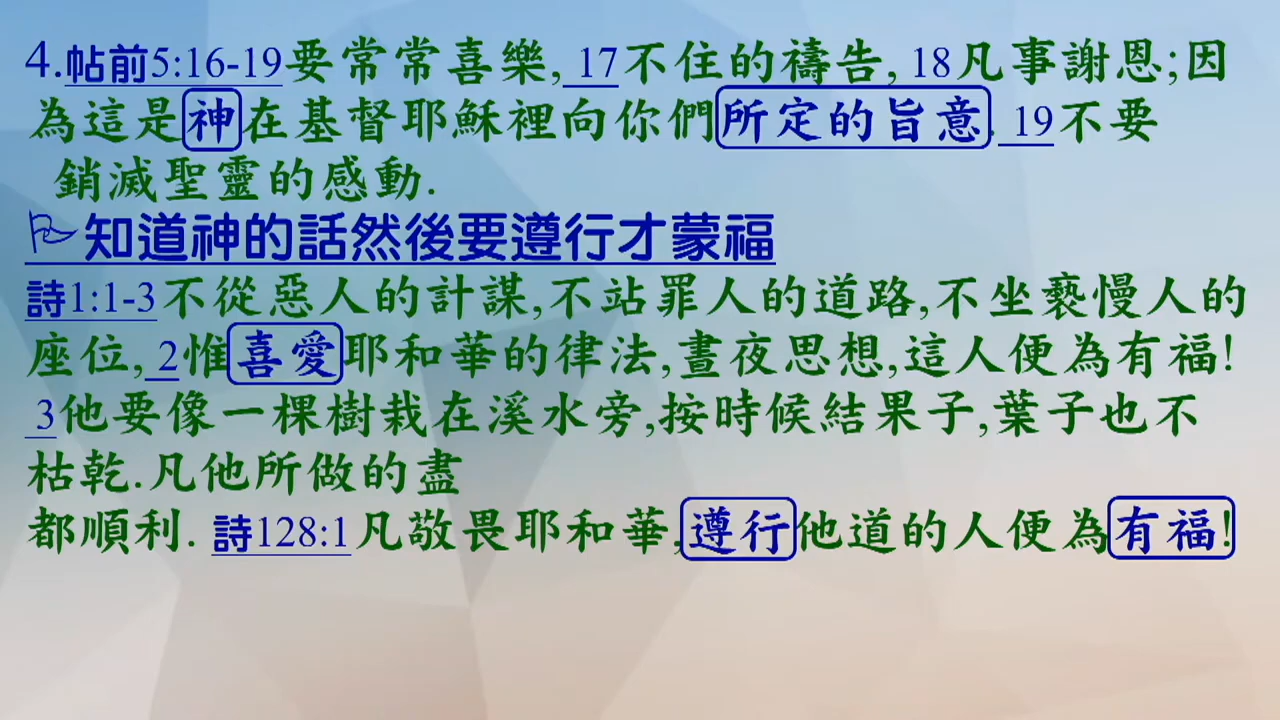 4.帖前5:16-19要常常喜樂, 17不住的禱告, 18凡事謝恩;因
為這是神在基督耶穌裡向你們所定的旨意. 19不要
銷滅聖靈的感動.
知道神的話然後要遵行才蒙福
詩1:1-3不從惡人的計謀,不站罪人的道路,不坐褻慢人的
座位, 2惟喜愛耶和華的律法,晝夜思想,這人便為有福!
3他要像一棵樹栽在溪水旁,按時候結果子,葉子也不
枯乾.凡他所做的盡
都順利. 詩128:1凡敬畏耶和華,遵行他道的人便為有福!